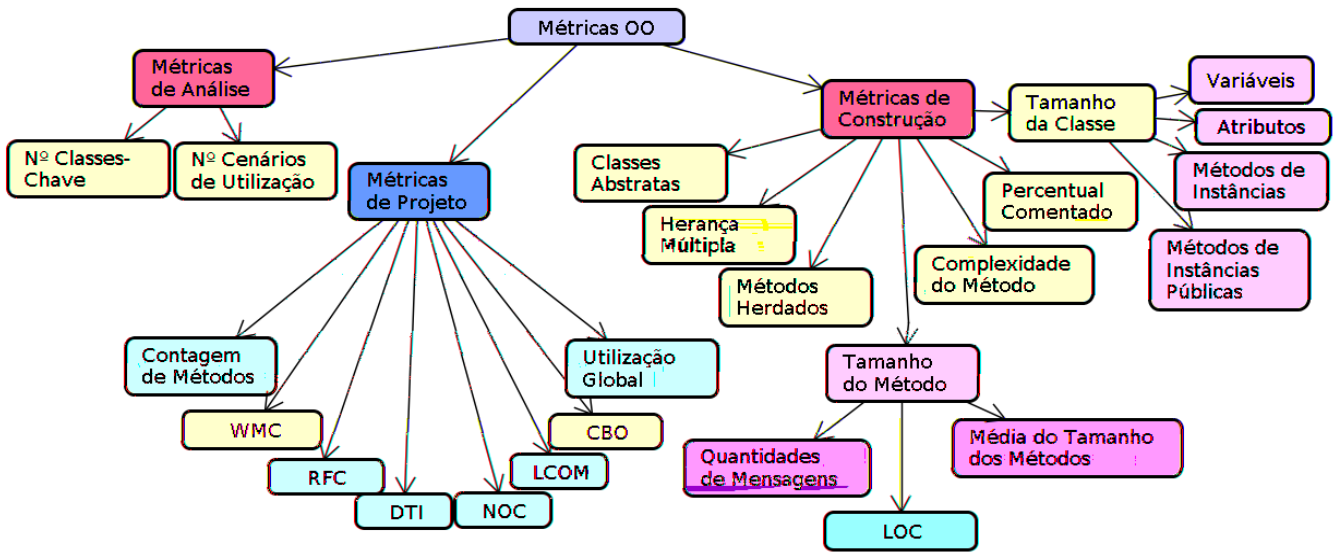 Métricas OO
Métricas
de Análise
Nº Classes-
Chave
Nº Cenários
de Utilização
Métricas
de Projeto
Contagem
de Métodos
WMC
RFC
DTI
NOC
LCOM
CBO
Utilização
Global
Métricas de
Construção
Classes
Abstratas
Herança
Múltipla
Métodos
Herdados
Tamanho
do Método
Quantidades
de Mensagens
LOC
Média do Tamanho
dos Métodos
Complexidade
do Método
Percentual
Comentado
Tamanho
da Classe
Variáveis
Atributos
Métodos de
Instâncias
Métodos de
Instâncias
Públicas